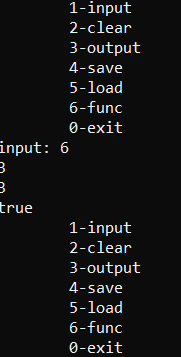 1-input
2-clear
3-output
4-save
5-load
6-func
0-exit
input: 6
3
3
true
1-input
2-clear
3-output
4-save
5-load
6-func
0-exit